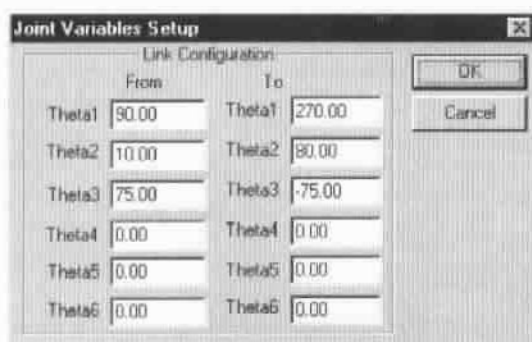 Joint Variables Setup
Link Configuration
From To
Theta1 90.00 Theta1 270.00
Theta2 10.00 Theta2 80.00
Theta3 75.00 Theta3 -75.00
Theta4 0.00 Theta4 0.00
Theta5 0.00 Theta5 0.00
Theta6 0.00 Theta6 0.00
OK
Cancel